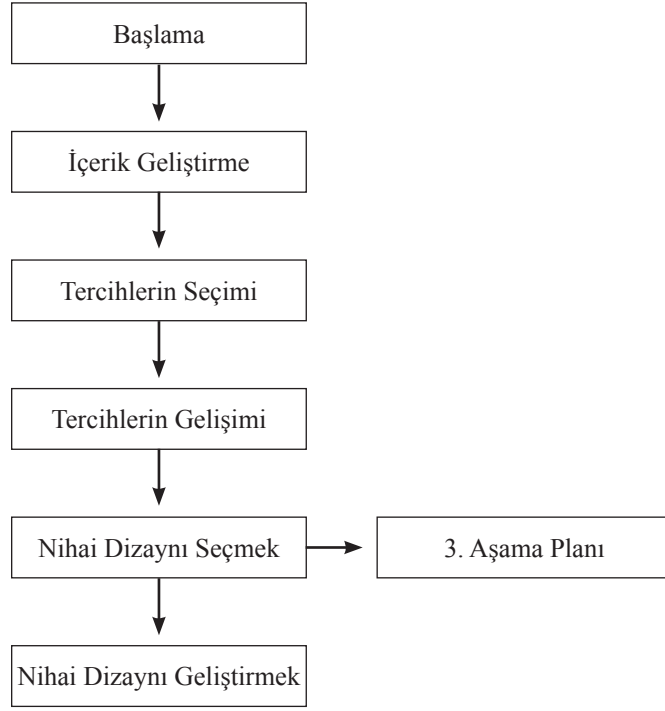 Başlama
İçerik Geliştirme
Tercihlerin Seçimi
Tercihlerin Gelişimi
Nihai Dizaynı Seçmek
3. Aşama Planı
Nihai Dizaynı Geliştirmek